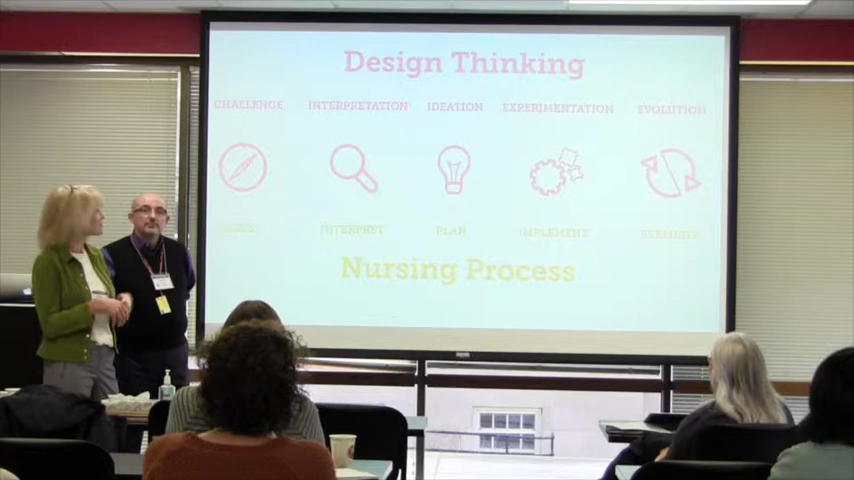 Design Thinking
CHALLENGE INTERPRETATION IDEATION EXPERIMENTATION EVOLUTION
INTERPRET PLAN IMPLEMENT
Nursing Process